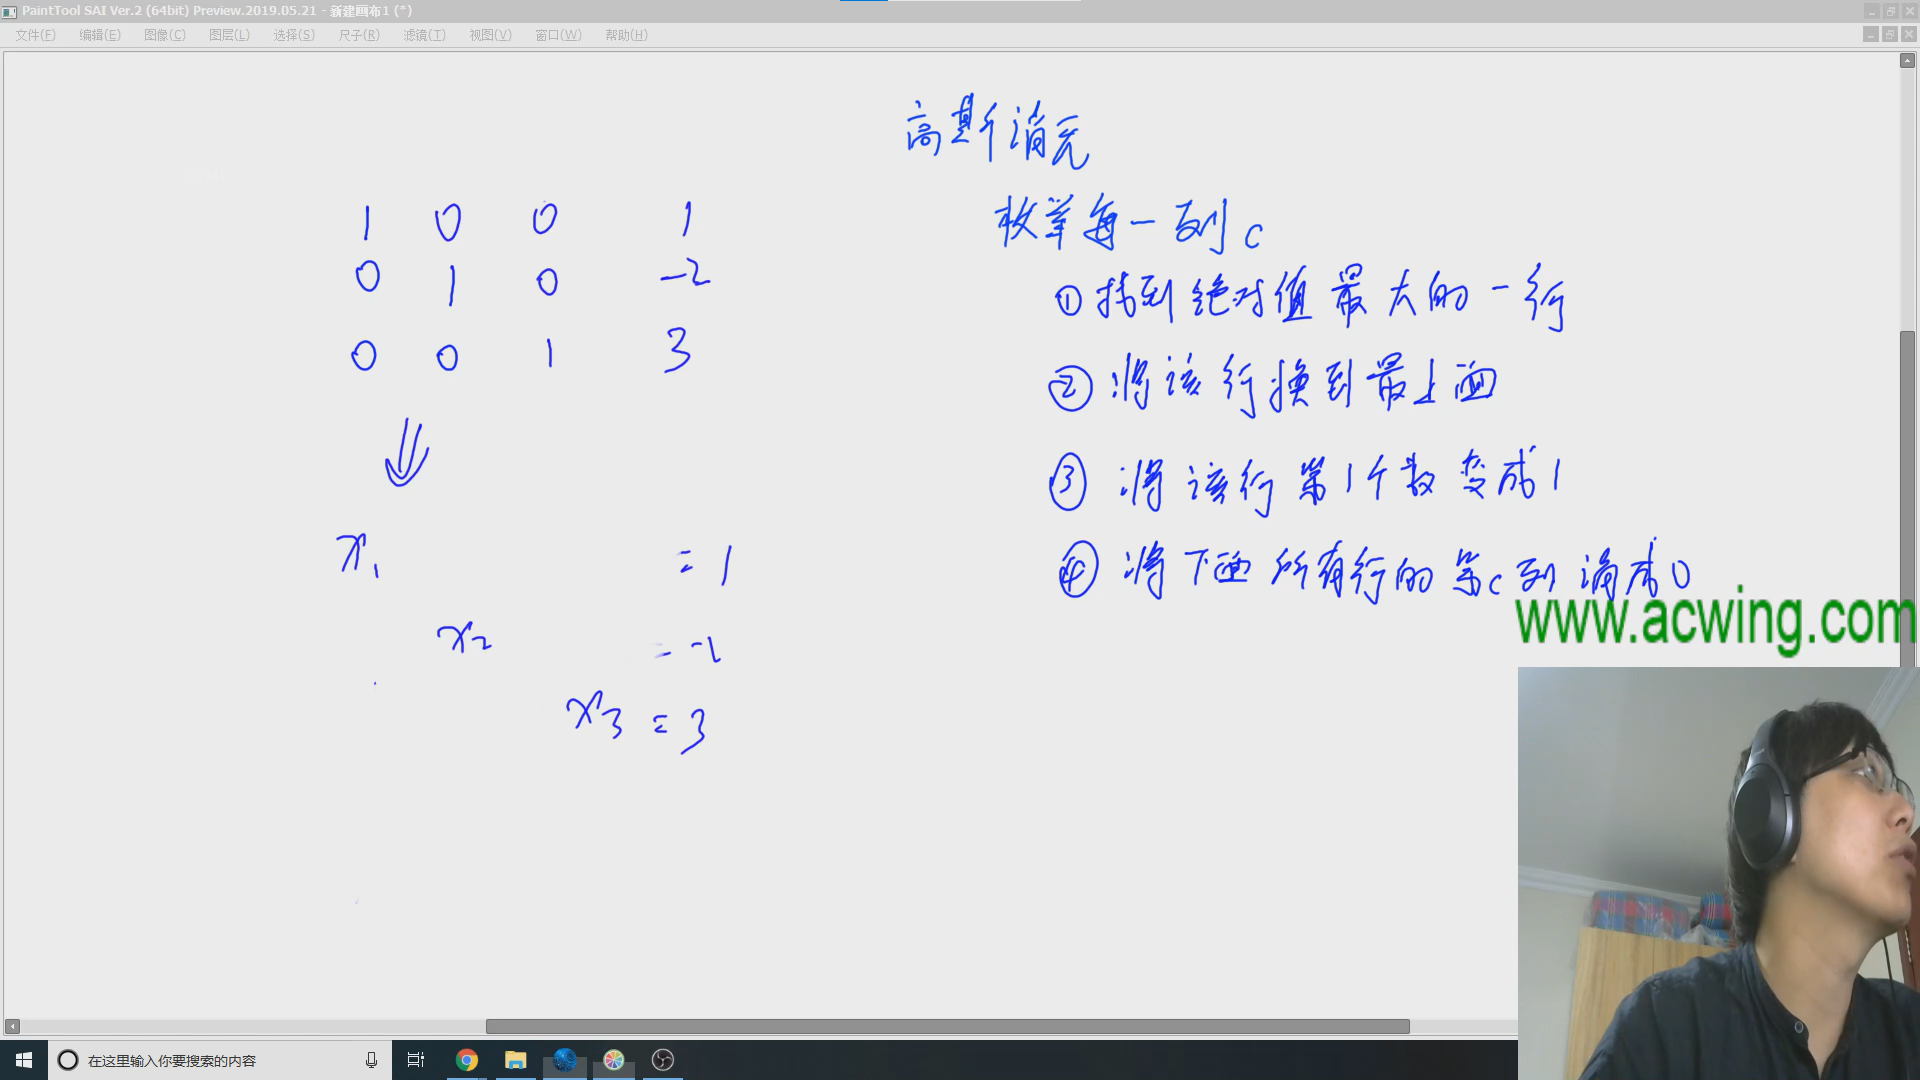 PaintTool SAI Ver.2 (64bit) Preview.2019.05.21 - 新建画布1 (*)
文件(F) 编辑(E) 图像(C) 图层(L) 选择(S) 尺子(R) 滤镜(T) 视图(V) 窗口(W) 帮助(H)
高斯消元
枚举每一列 c
① 找到绝对值最大的一行
② 将该行换到最上面
③ 将该行第1个数变成1
④ 将下面所有行的第c列消成0
1 0 0 1
0 1 0 -2
0 0 1 3
⇓
x₁ = 1
x₂ = -2
x₃ = 3
www.acwing.com
在这里输入你要搜索的内容